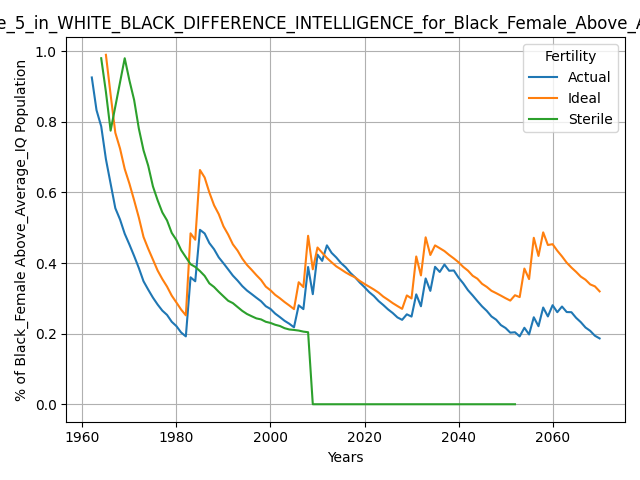 e_5_in_WHITE_BLACK_DIFFERENCE_INTELLIGENCE_for_Black_Female_Above_A
% of Black_Female Above_Average_IQ Population
1.0
0.8
0.6
0.4
0.2
0.0
Fertility
Actual
Ideal
Sterile
1960 1980 2000 2020 2040 2060
Years